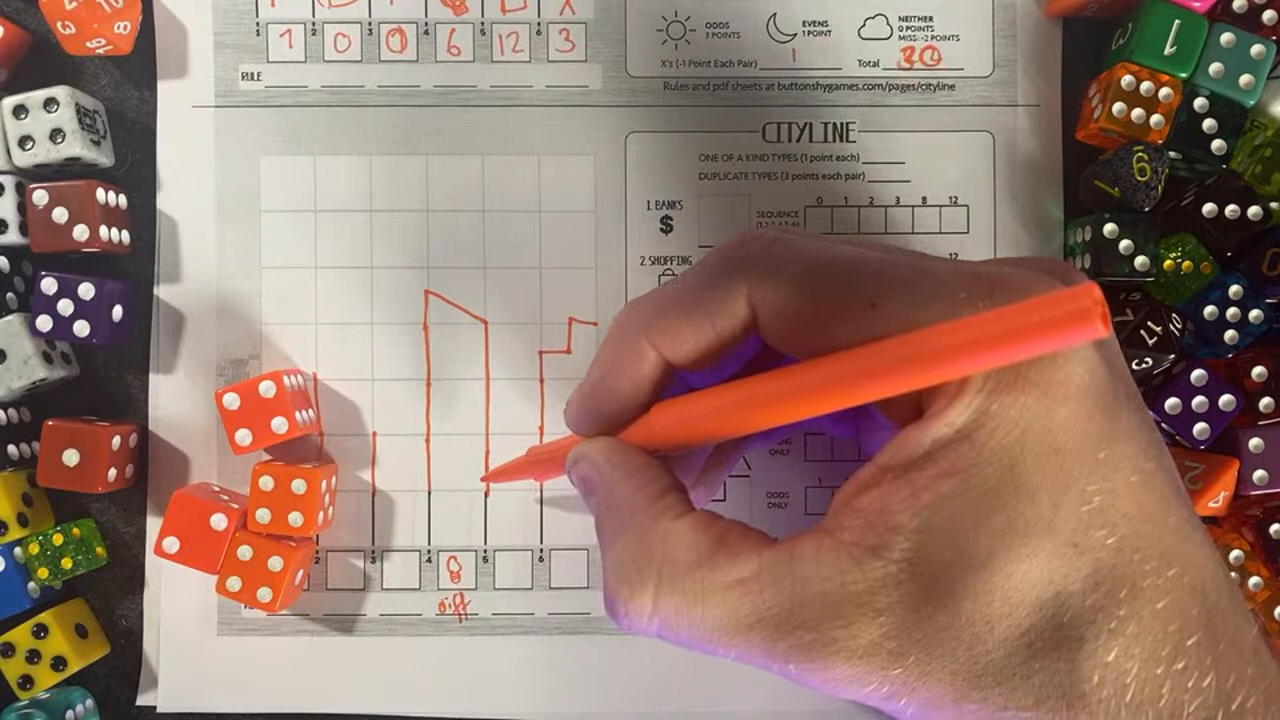 1 2 3 4 5 6
7 0 0 6 12 3
RULE
ODDS
3 POINTS
EVENS
1 POINT
NEITHER
0 POINTS
MISS: -2 POINTS
X's (-1 Point Each Pair) 1 Total 30
Rules and pdf sheets at buttonshygames.com/pages/cityline
CITYLINE
ONE OF A KIND TYPES (1 point each)
DUPLICATE TYPES (3 points each pair)
1. BANKS
$
SEQUENCE
0 1 2 3 8 12
2. SHOPPING
12
ONLY
ODDS
ONLY
2 3 4 5 6
diff